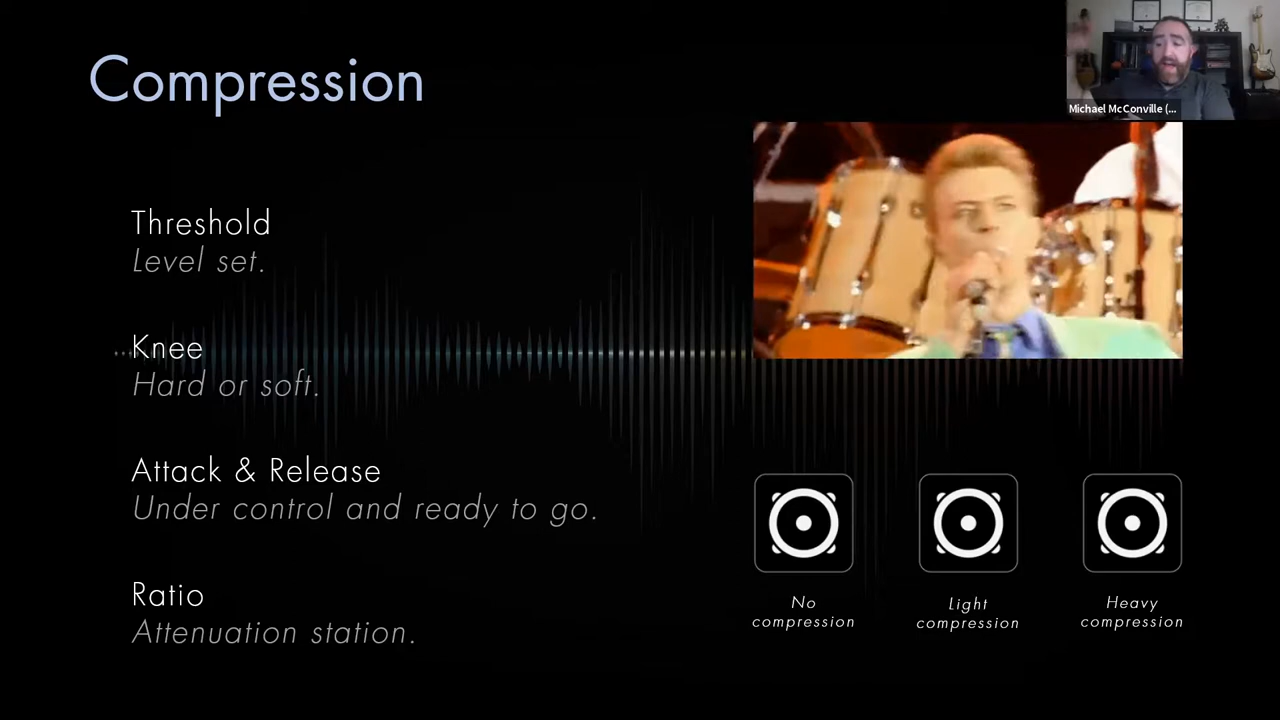 Compression
Michael McConville (...
Threshold
Level set.
Knee
Hard or soft.
Attack & Release
Under control and ready to go.
Ratio
Attenuation station.
No
compression
Light
compression
Heavy
compression